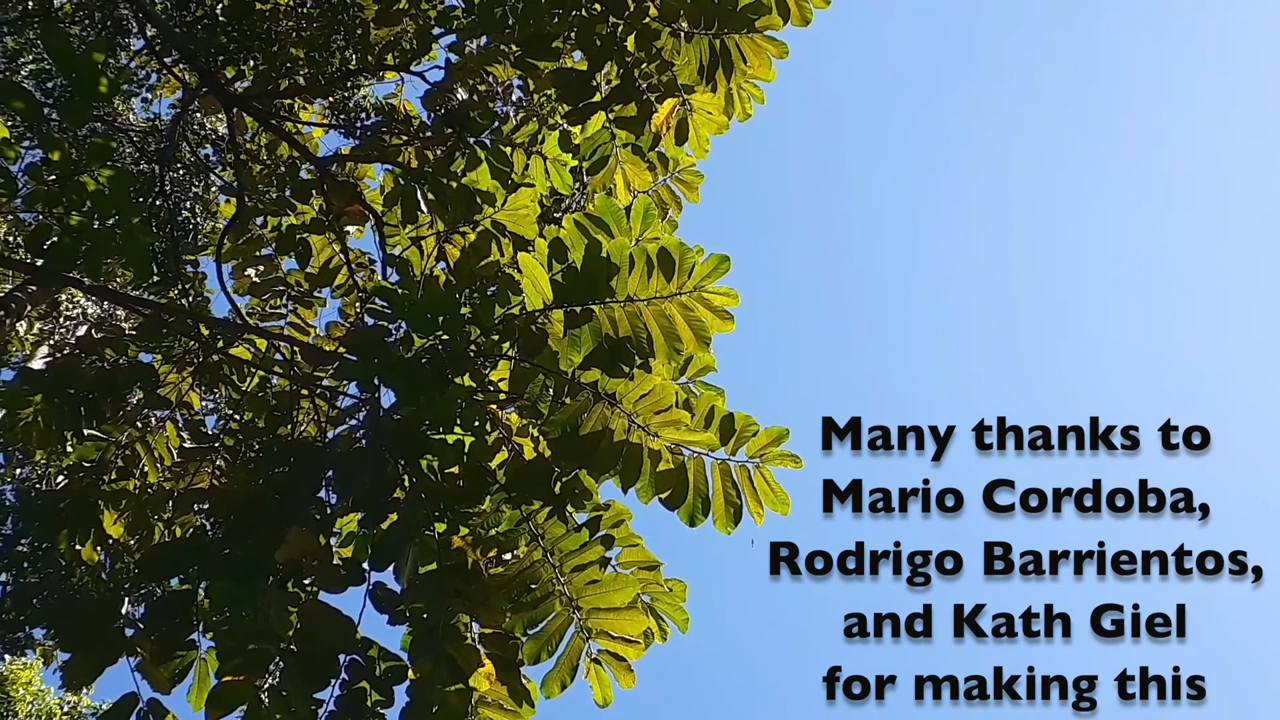 Many thanks to
Mario Cordoba,
Rodrigo Barrientos,
and Kath Giel
for making this